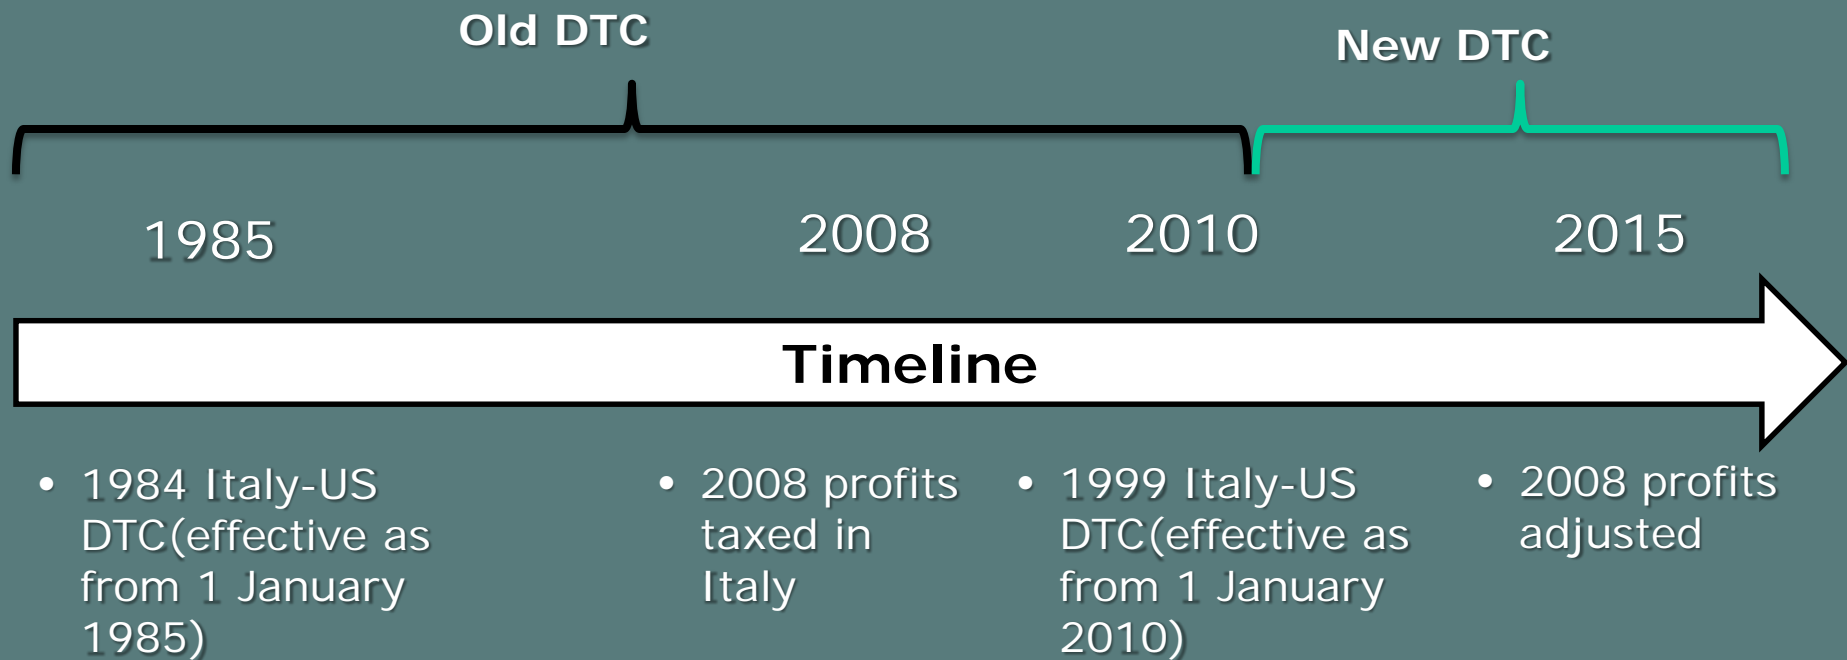 Old DTC
New DTC
1985
2008
2010
2015
Timeline
• 1984 Italy-US
DTC(effective as
from 1 January
1985)
• 2008 profits
taxed in
Italy
• 1999 Italy-US
DTC(effective as
from 1 January
2010)
• 2008 profits
adjusted